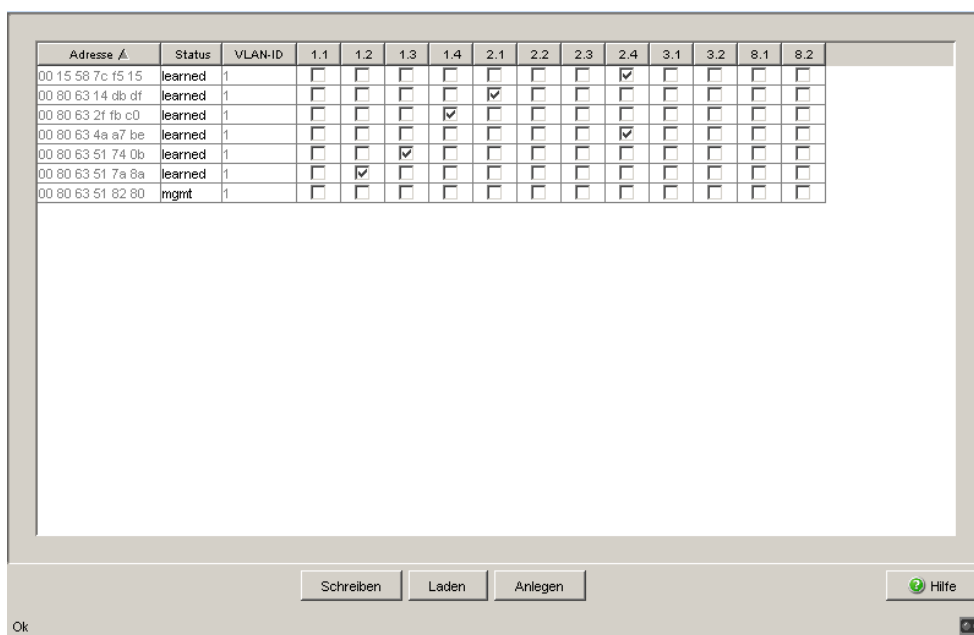 Adresse Status VLAN-ID 1.1 1.2 1.3 1.4 2.1 2.2 2.3 2.4 3.1 3.2 8.1 8.2
00 15 58 7c f5 15 learned 1
00 80 63 14 db df learned 1
00 80 63 2f fb c0 learned 1
00 80 63 4a a7 be learned 1
00 80 63 51 74 0b learned 1
00 80 63 51 7a 8a learned 1
00 80 63 51 82 80 mgmt 1
Schreiben Laden Anlegen Hilfe
Ok